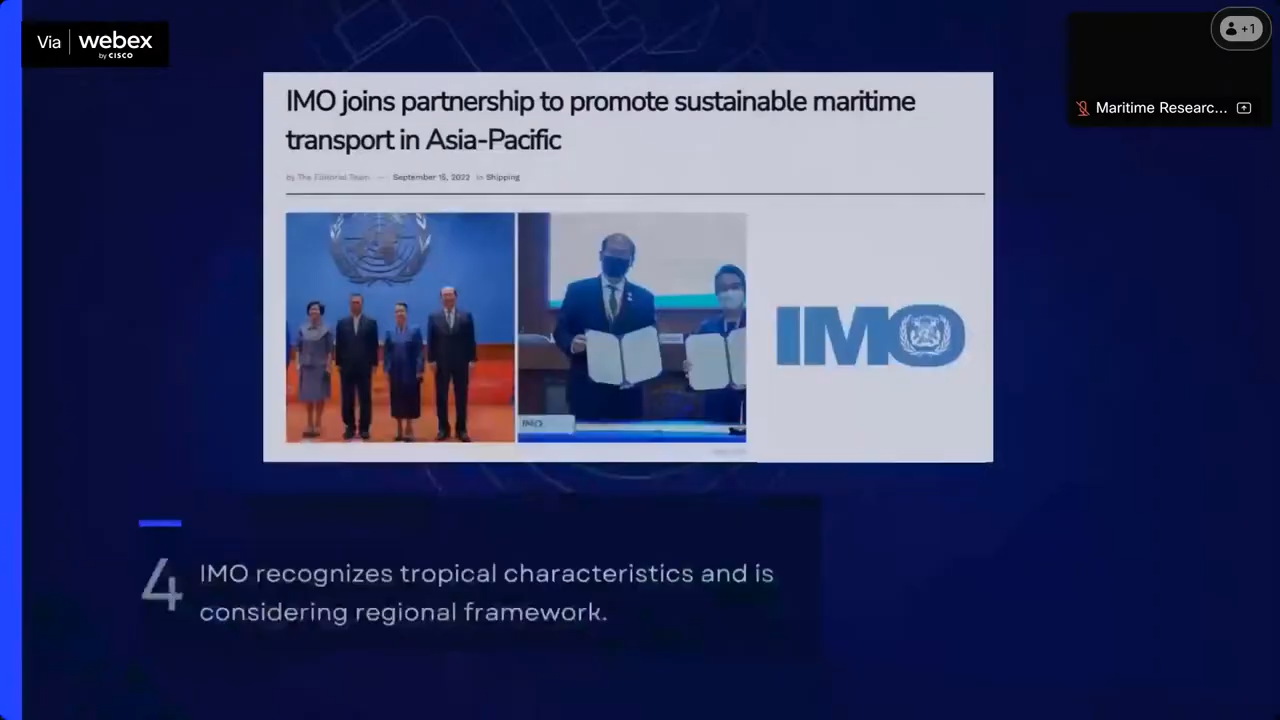 Via webex
by CISCO
+1
Maritime Researc...
IMO joins partnership to promote sustainable maritime
transport in Asia-Pacific
by The Editorial Team — September 15, 2022 in Shipping
IMO
IMO
4
IMO recognizes tropical characteristics and is
considering regional framework.